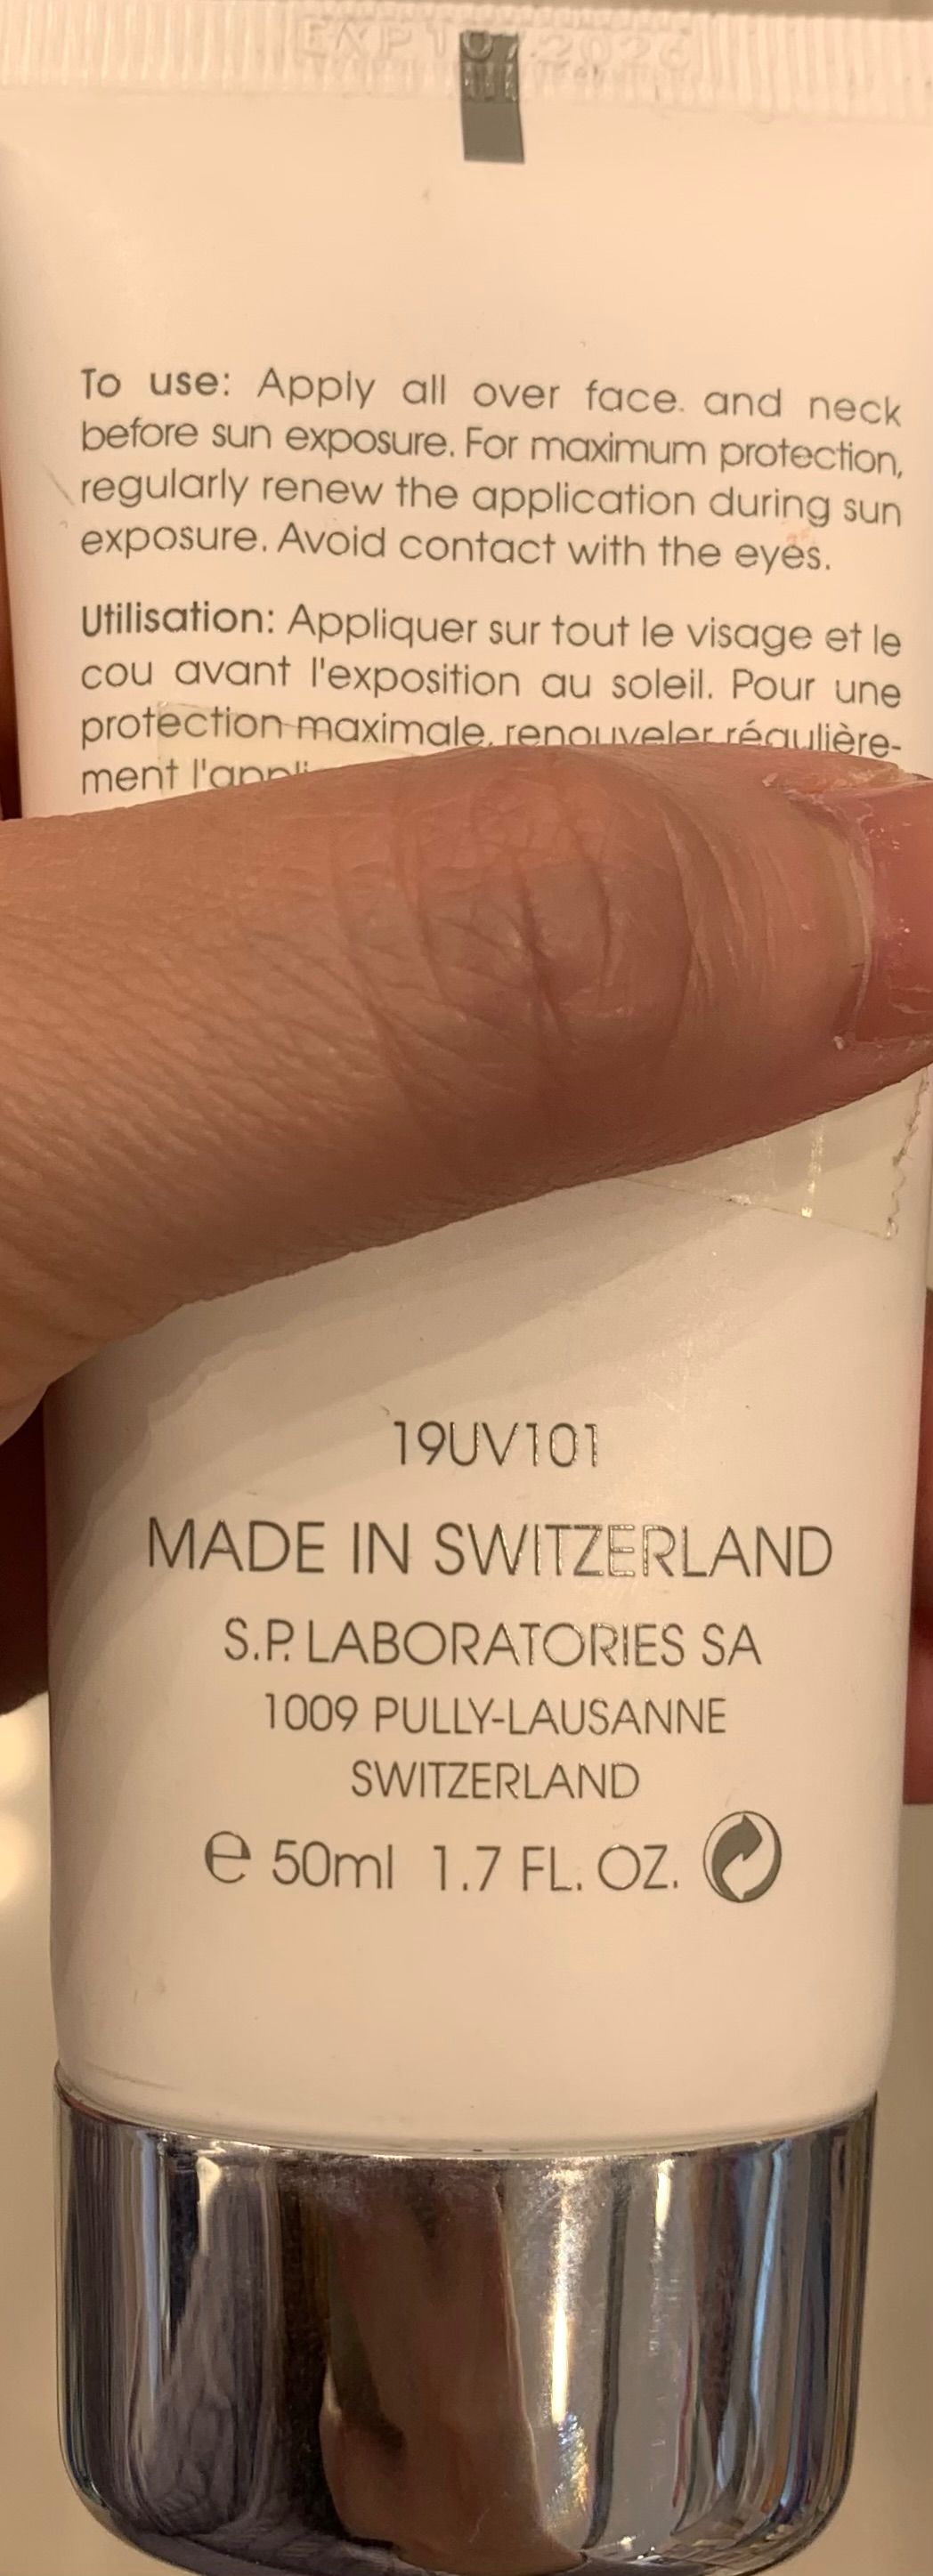 To use: Apply all over face. and neck
before sun exposure. For maximum protection,
regularly renew the application during sun
exposure. Avoid contact with the eyes.
Utilisation: Appliquer sur tout le visage et le
cou avant l'exposition au soleil. Pour une
protection maximale, renouveler régulière-
ment
19UV101
MADE IN SWITZERLAND
S.P. LABORATORIES SA
1009 PULLY-LAUSANNE
SWITZERLAND
e 50ml 1.7 FL. OZ.